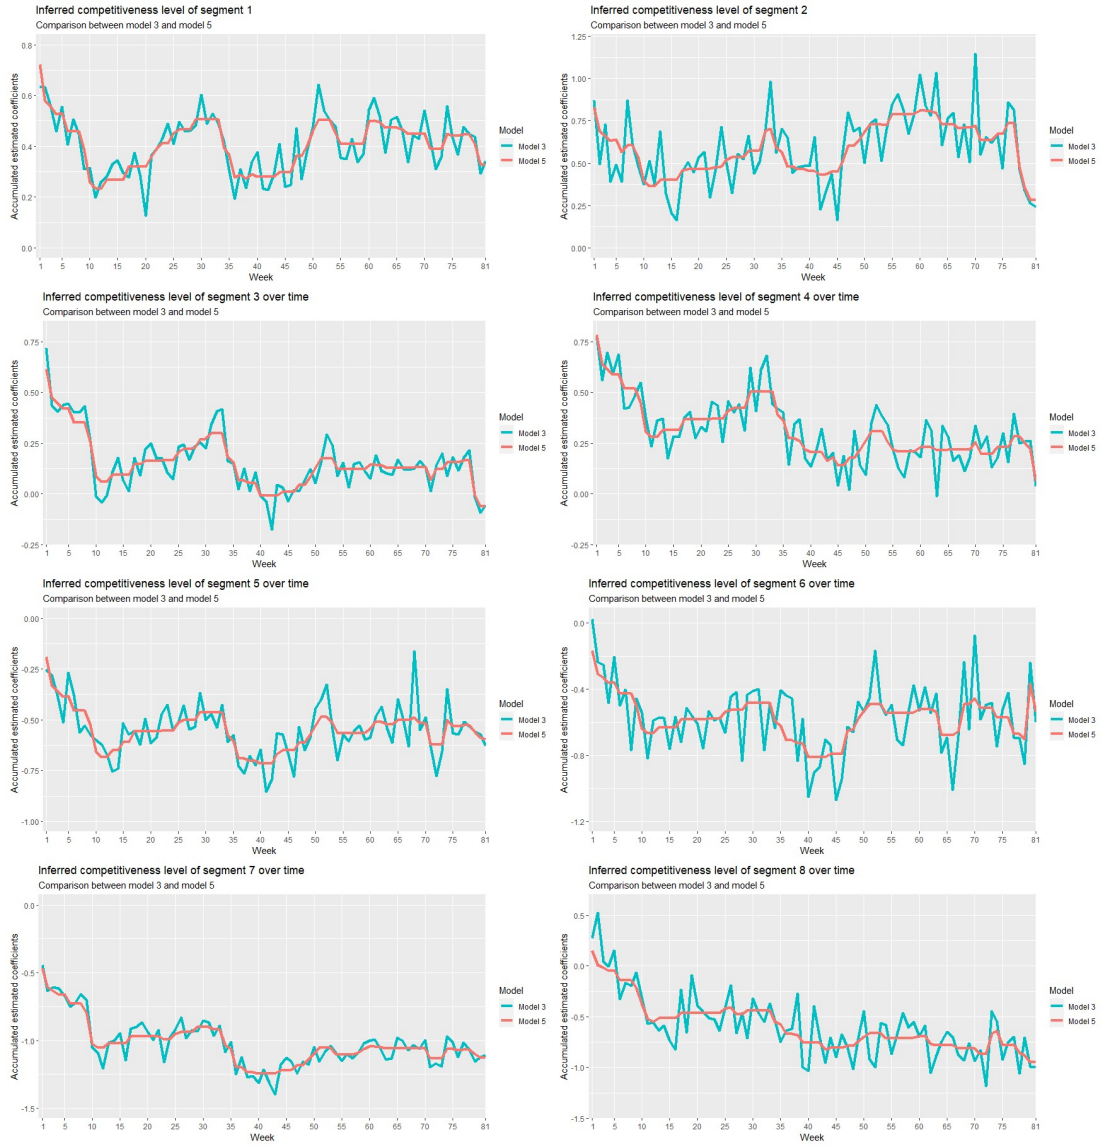 Inferred competitiveness level of segment 1
Comparison between model 3 and model 5
Accumulated estimated coefficients
0.8
0.6
0.4
0.2
0.0
1 5 10 15 20 25 30 35 40 45 50 55 60 65 70 75 81
Week
Model
Model 3
Model 5
Inferred competitiveness level of segment 2
Comparison between model 3 and model 5
Accumulated estimated coefficients
1.25
1.00
0.75
0.50
0.25
0.00
1 5 10 15 20 25 30 35 40 45 50 55 60 65 70 75 81
Week
Model
Model 3
Model 5
Inferred competitiveness level of segment 3 over time
Comparison between model 3 and model 5
Accumulated estimated coefficients
0.75
0.50
0.25
0.00
-0.25
1 5 10 15 20 25 30 35 40 45 50 55 60 65 70 75 81
Week
Model
Model 3
Model 5
Inferred competitiveness level of segment 4 over time
Comparison between model 3 and model 5
Accumulated estimated coefficients
0.75
0.50
0.25
0.00
-0.25
1 5 10 15 20 25 30 35 40 45 50 55 60 65 70 75 81
Week
Model
Model 3
Model 5
Inferred competitiveness level of segment 5 over time
Comparison between model 3 and model 5
Accumulated estimated coefficients
0.00
-0.25
-0.50
-0.75
-1.00
1 5 10 15 20 25 30 35 40 45 50 55 60 65 70 75 81
Week
Model
Model 3
Model 5
Inferred competitiveness level of segment 6 over time
Comparison between model 3 and model 5
Accumulated estimated coefficients
0.0
-0.4
-0.8
-1.2
1 5 10 15 20 25 30 35 40 45 50 55 60 65 70 75 81
Week
Model
Model 3
Model 5
Inferred competitiveness level of segment 7 over time
Comparison between model 3 and model 5
Accumulated estimated coefficients
0.0
-0.5
-1.0
-1.5
1 5 10 15 20 25 30 35 40 45 50 55 60 65 70 75 81
Week
Model
Model 3
Model 5
Inferred competitiveness level of segment 8 over time
Comparison between model 3 and model 5
Accumulated estimated coefficients
0.5
0.0
-0.5
-1.0
-1.5
1 5 10 15 20 25 30 35 40 45 50 55 60 65 70 75 81
Week
Model
Model 3
Model 5